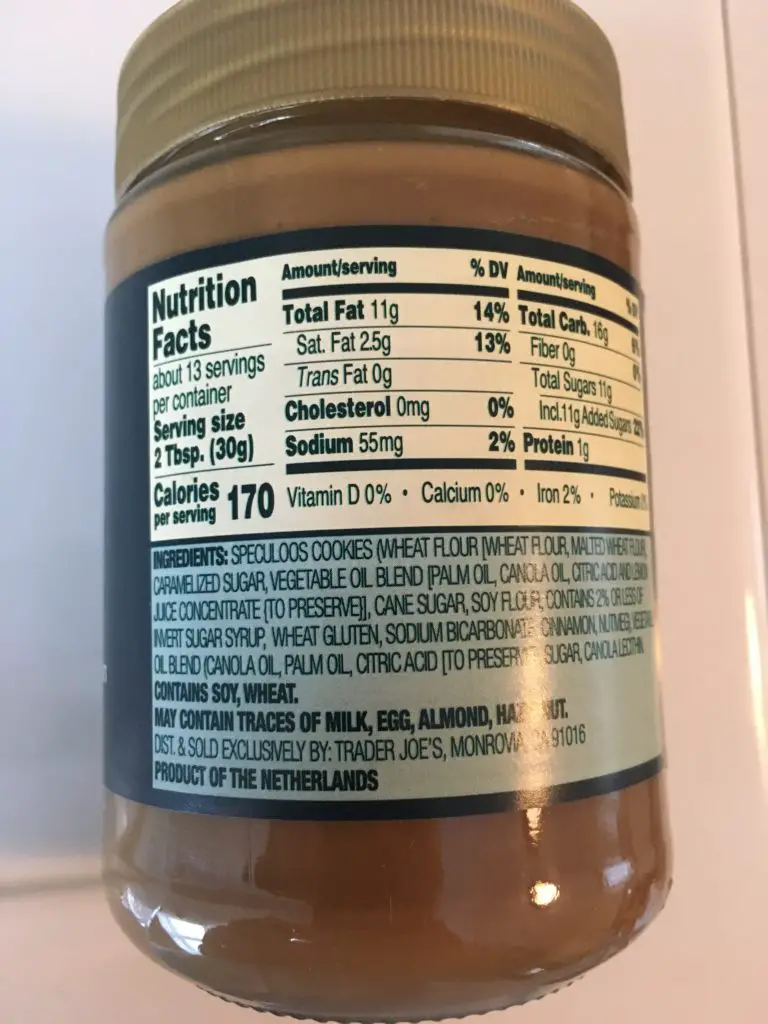 Nutrition
Facts
about 13 servings
per container
Serving size
2 Tbsp. (30g)
Calories
per serving 170
Amount/serving % DV
Total Fat 11g 14%
Sat. Fat 2.5g 13%
Trans Fat 0g
Cholesterol 0mg 0%
Sodium 55mg 2%
Amount/serving
Total Carb. 16g
Fiber 0g
Total Sugars 11g
Incl. 11g Added Sugars
Protein 1g
Vitamin D 0% • Calcium 0% • Iron 2% • Potassium
INGREDIENTS: SPECULOOS COOKIES (WHEAT FLOUR [WHEAT FLOUR, MALTED WHEAT FLOUR,
CARAMELIZED SUGAR, VEGETABLE OIL BLEND [PALM OIL, CANOLA OIL, CITRIC ACID AND LEMON
JUICE CONCENTRATE (TO PRESERVE)], CANE SUGAR, SOY FLOUR, CONTAINS 2% OR LESS OF
INVERT SUGAR SYRUP, WHEAT GLUTEN, SODIUM BICARBONATE, CINNAMON, NUTMEG,
OIL BLEND (CANOLA OIL, PALM OIL, CITRIC ACID [TO PRESERVE SUGAR, CANOLA LECITHIN,
CONTAINS SOY, WHEAT.
MAY CONTAIN TRACES OF MILK, EGG, ALMOND, HAZELNUT.
DIST. & SOLD EXCLUSIVELY BY: TRADER JOE'S, MONROVIA, CA 91016
PRODUCT OF THE NETHERLANDS